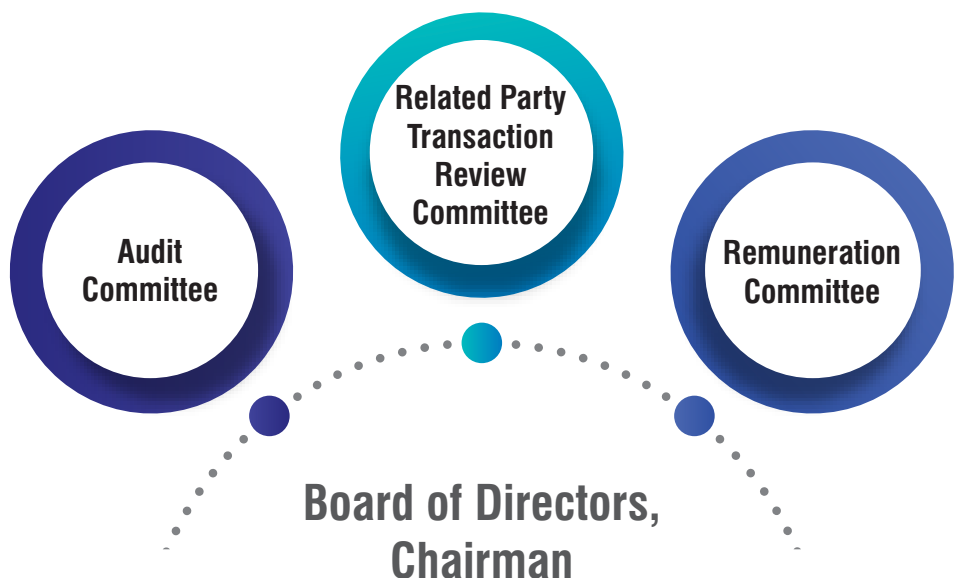 Related Party
Transaction
Review
Committee
Audit
Committee
Remuneration
Committee
Board of Directors,
Chairman